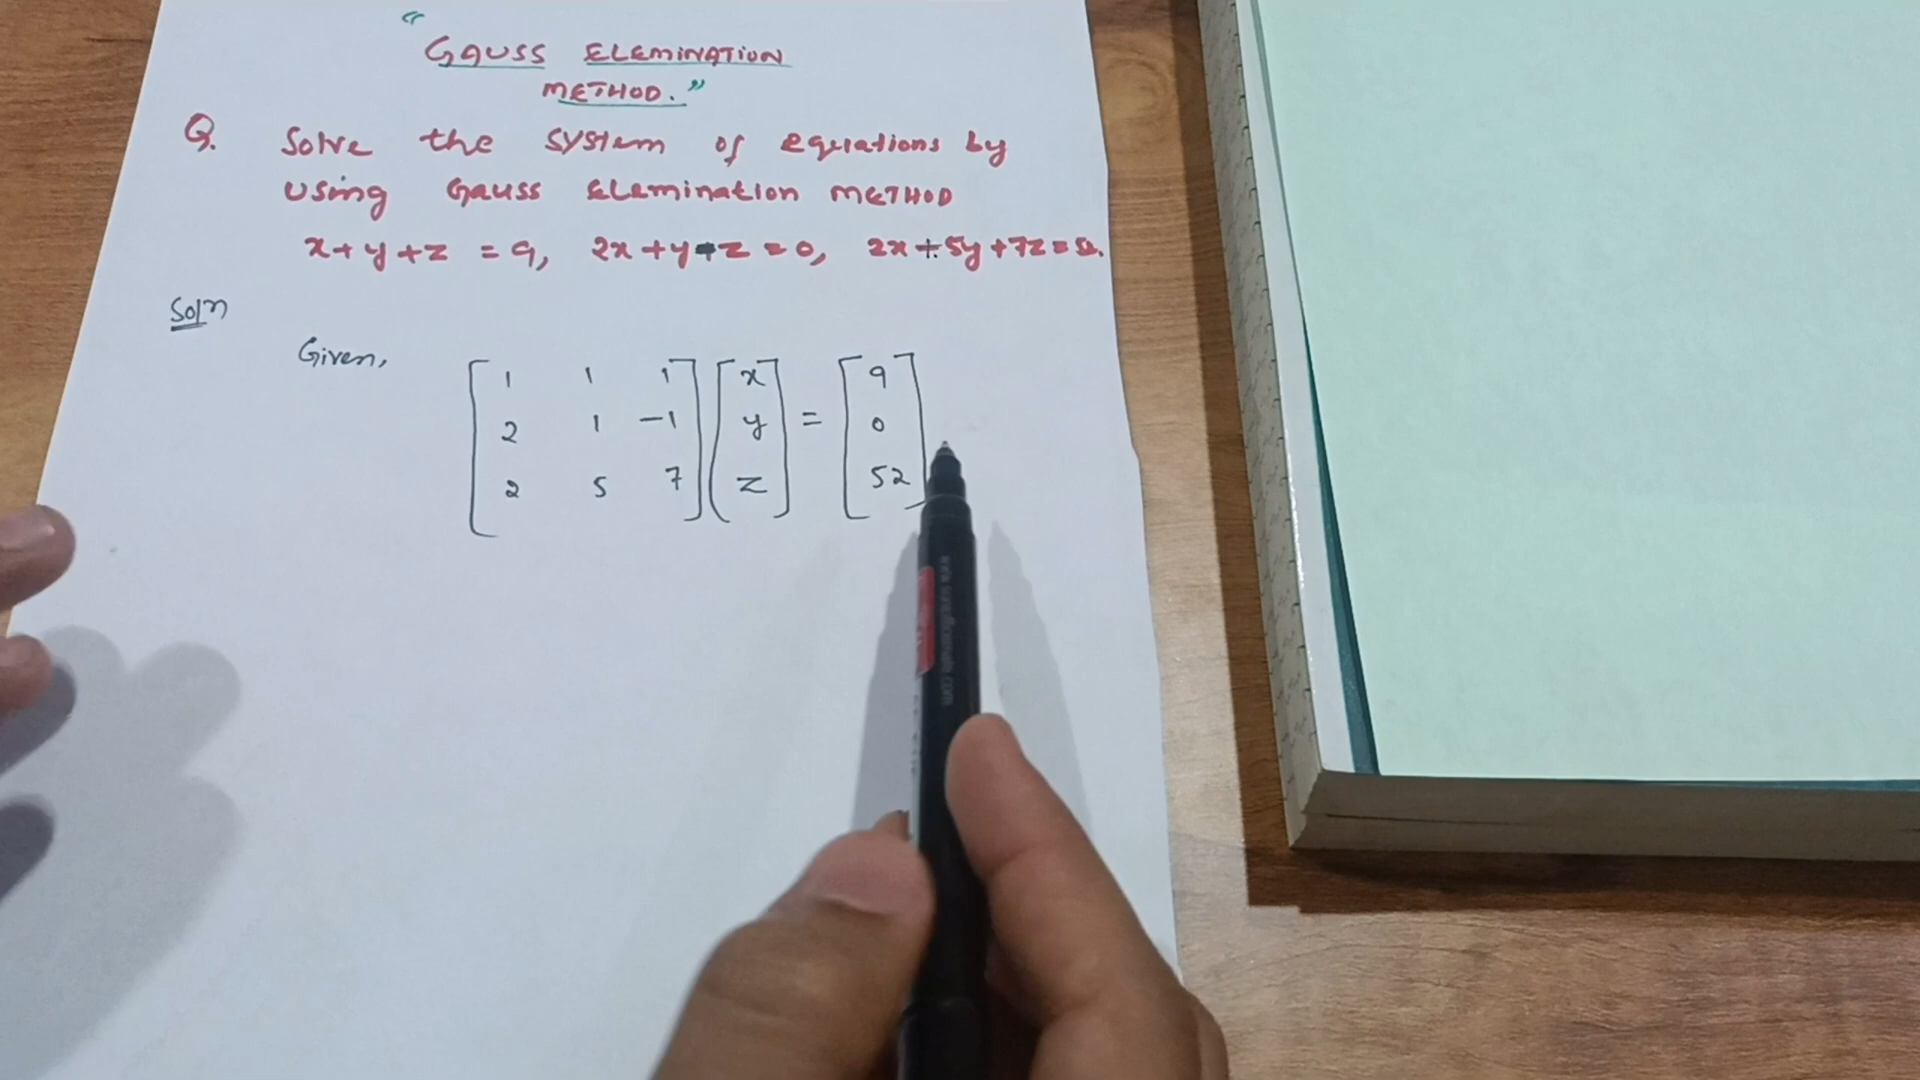 "
GAUSS ELEMINATION
METHOD."
Q. Solve the system of equations by
using Gauss Elemination METHOD
x+y+z = 9, 2x+y-z=0, 2x+5y+7z=52.
Soln
Given,
1 1 1 x 9
2 1 -1 y = 0
2 5 7 z 52